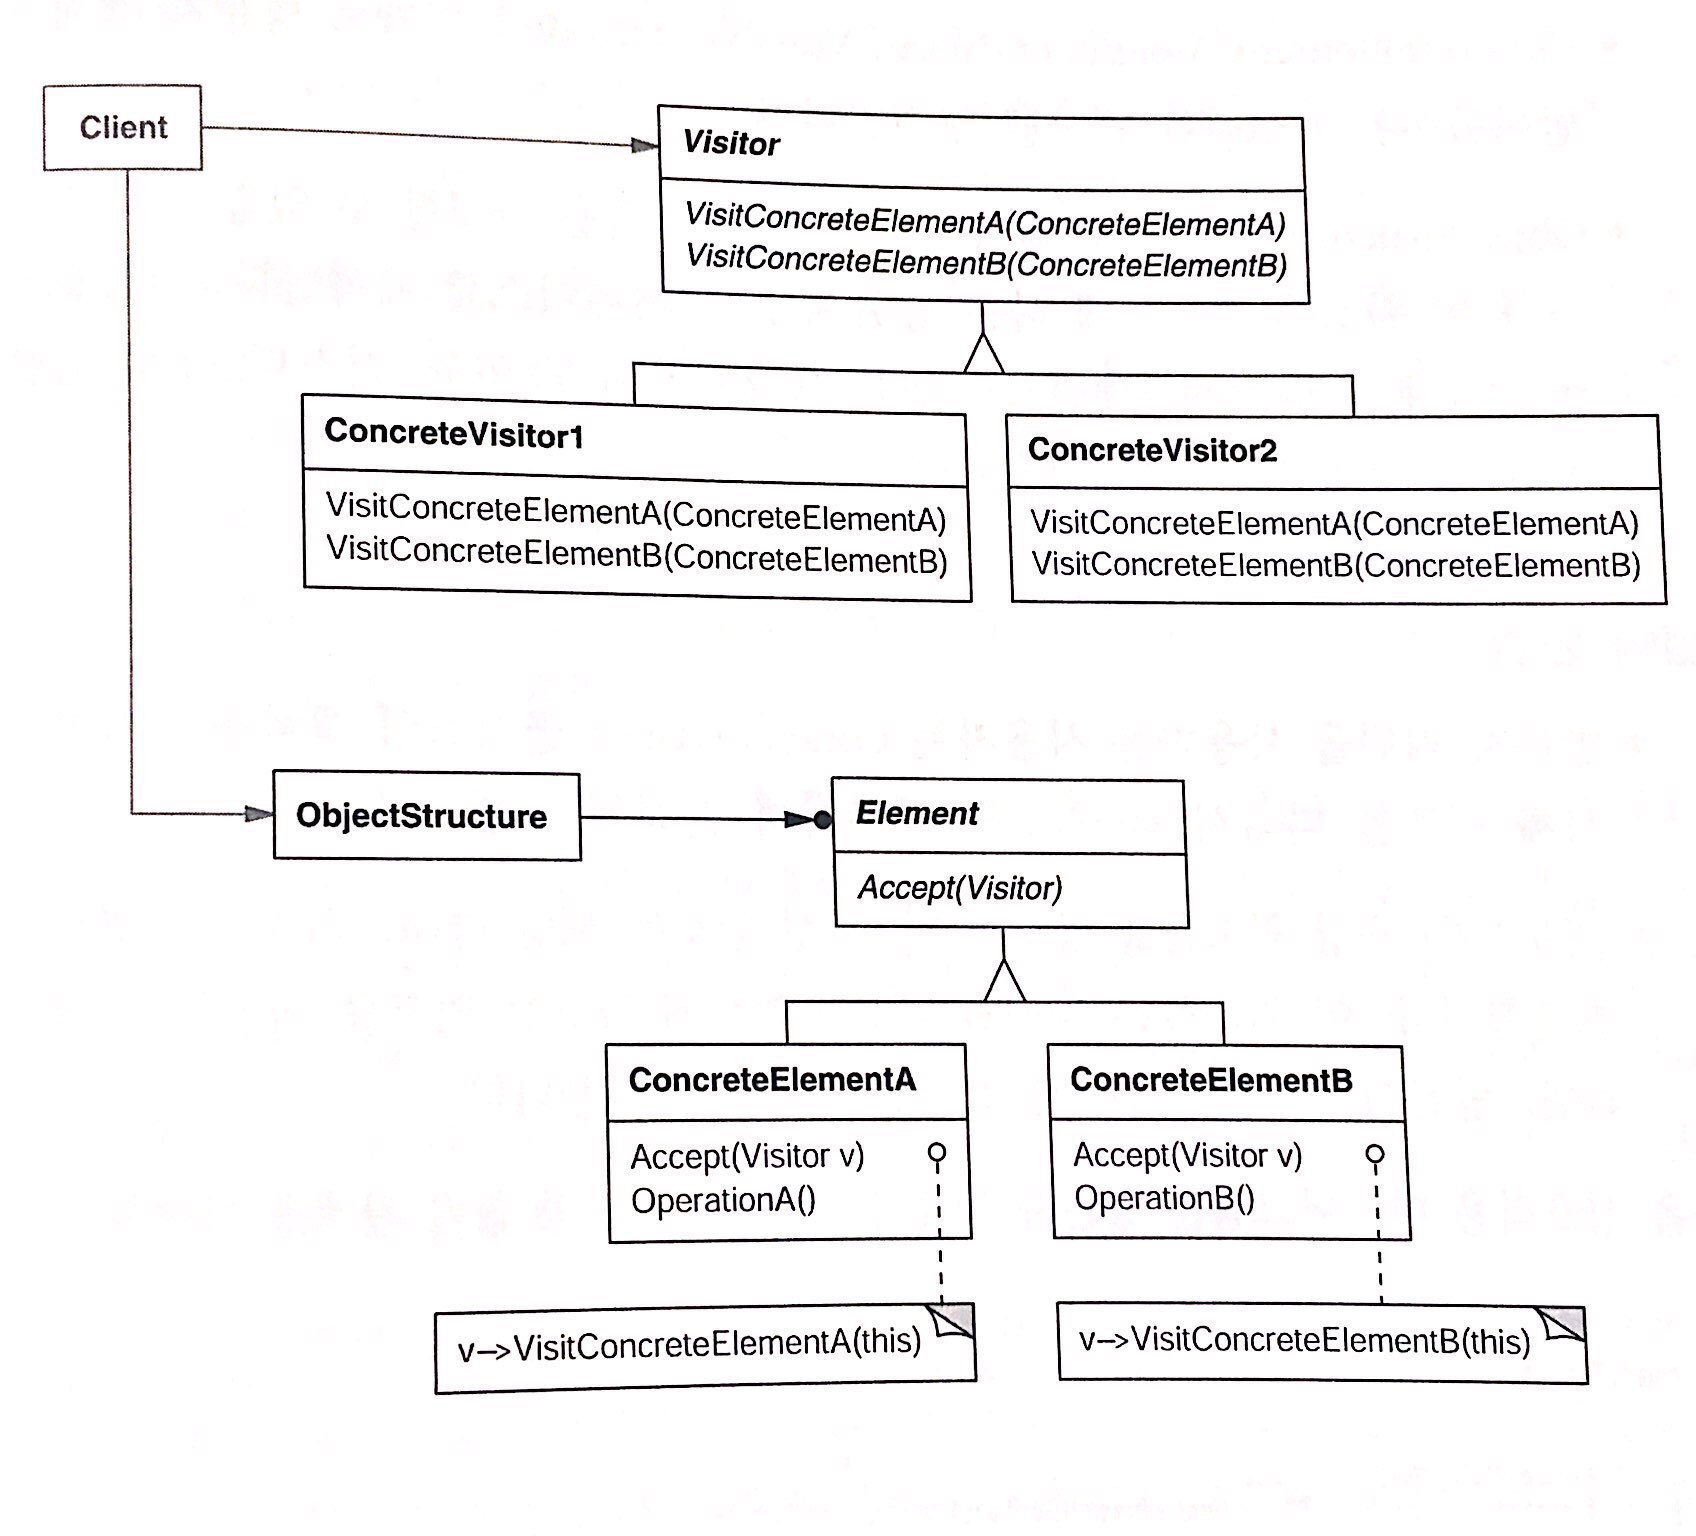 Client
Visitor
VisitConcreteElementA(ConcreteElementA)
VisitConcreteElementB(ConcreteElementB)
ConcreteVisitor1
VisitConcreteElementA(ConcreteElementA)
VisitConcreteElementB(ConcreteElementB)
ConcreteVisitor2
VisitConcreteElementA(ConcreteElementA)
VisitConcreteElementB(ConcreteElementB)
ObjectStructure
Element
Accept(Visitor)
ConcreteElementA
Accept(Visitor v)
OperationA()
ConcreteElementB
Accept(Visitor v)
OperationB()
v–>VisitConcreteElementA(this)
v–>VisitConcreteElementB(this)